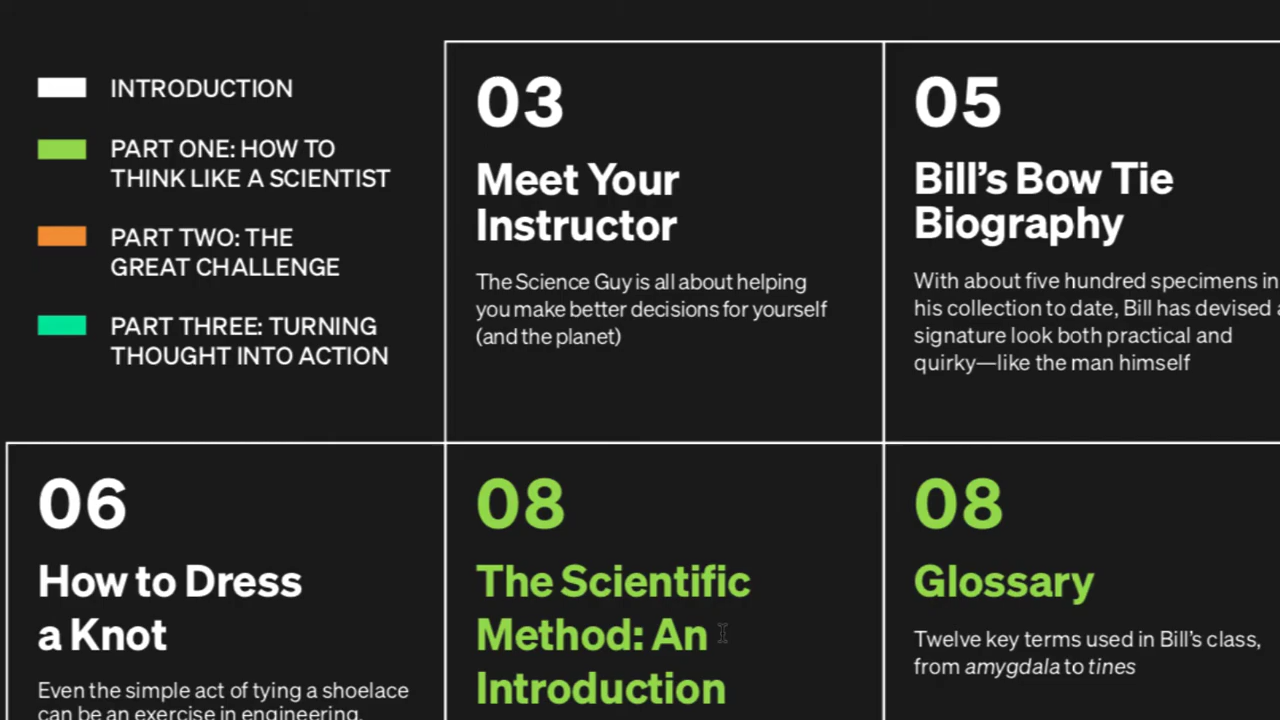 INTRODUCTION
PART ONE: HOW TO
THINK LIKE A SCIENTIST
PART TWO: THE
GREAT CHALLENGE
PART THREE: TURNING
THOUGHT INTO ACTION
03
Meet Your
Instructor
The Science Guy is all about helping
you make better decisions for yourself
(and the planet)
05
Bill’s Bow Tie
Biography
With about five hundred specimens in
his collection to date, Bill has devised a
signature look both practical and
quirky—like the man himself
06
How to Dress
a Knot
Even the simple act of tying a shoelace
can be an exercise in engineering.
08
The Scientific
Method: An
Introduction
08
Glossary
Twelve key terms used in Bill’s class,
from amygdala to tines